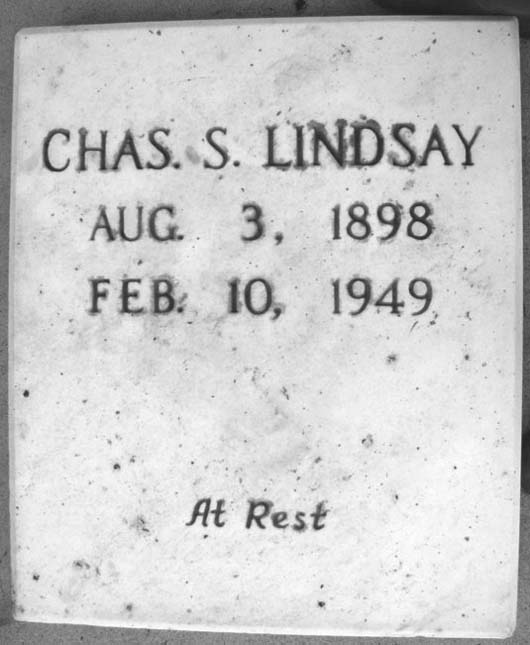 CHAS. S. LINDSAY
AUG. 3, 1898
FEB. 10, 1949
At Rest